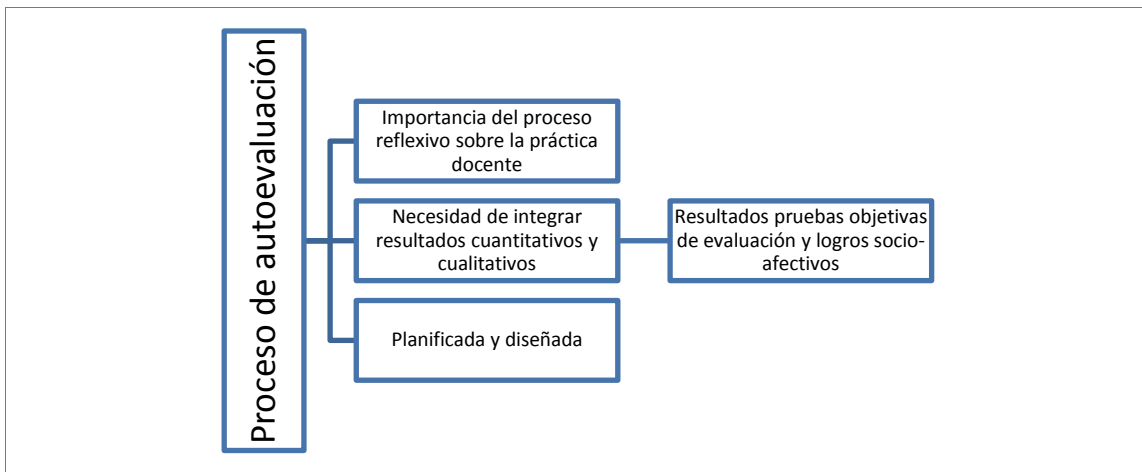 Proceso de autoevaluación
Importancia del proceso
reflexivo sobre la práctica
docente
Necesidad de integrar
resultados cuantitativos y
cualitativos
Resultados pruebas objetivas
de evaluación y logros socio-
afectivos
Planificada y diseñada